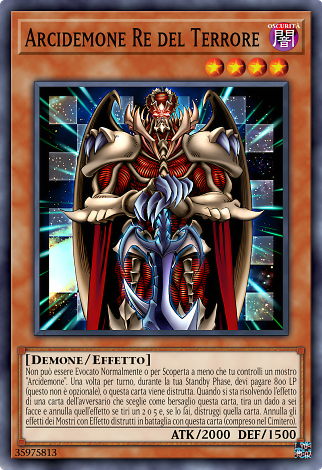 Arcidemone Re del Terrore
OSCURITÀ
闇
[Demone/Effetto]
Non può essere Evocato Normalmente o per Scoperta a meno che tu controlli un mostro
"Arcidemone". Una volta per turno, durante la tua Standby Phase, devi pagare 800 LP
(questo non è opzionale), o questa carta viene distrutta. Quando si sta risolvendo l'effetto
di una carta dell'avversario che sceglie come bersaglio questa carta, tira un dado a sei
facce e annulla quell'effetto se tiri un 2 o 5 e, se lo fai, distruggi quella carta. Annulla gli
effetti dei Mostri con Effetto distrutti in battaglia con questa carta (compreso nel Cimitero).
ATK/2000 DEF/1500
35975813